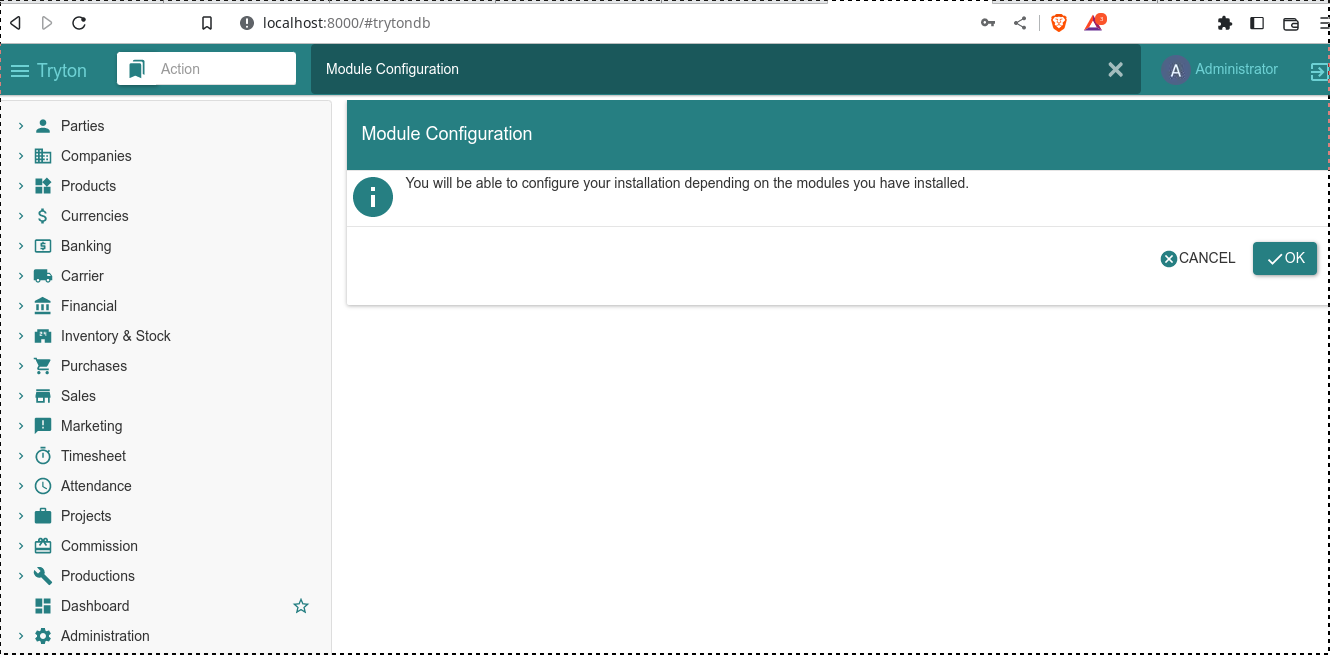 localhost:8000/#trytondb
3
Tryton
Action
Module Configuration
A
Administrator
Parties
Companies
Products
Currencies
Banking
Carrier
Financial
Inventory & Stock
Purchases
Sales
Marketing
Timesheet
Attendance
Projects
Commission
Productions
Dashboard
Administration
Module Configuration
You will be able to configure your installation depending on the modules you have installed.
CANCEL
OK